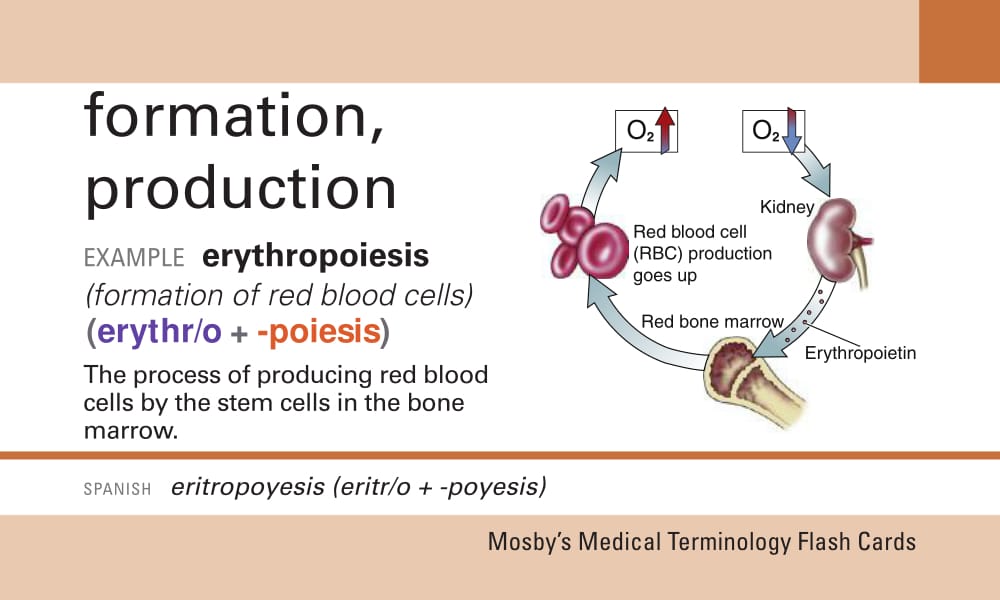 formation,
production
EXAMPLE erythropoiesis
(formation of red blood cells)
(erythr/o + -poiesis)
The process of producing red blood
cells by the stem cells in the bone
marrow.
O₂
O₂
Kidney
Red blood cell
(RBC) production
goes up
Red bone marrow
Erythropoietin
SPANISH eritropoyesis (eritr/o + -poyesis)
Mosby’s Medical Terminology Flash Cards